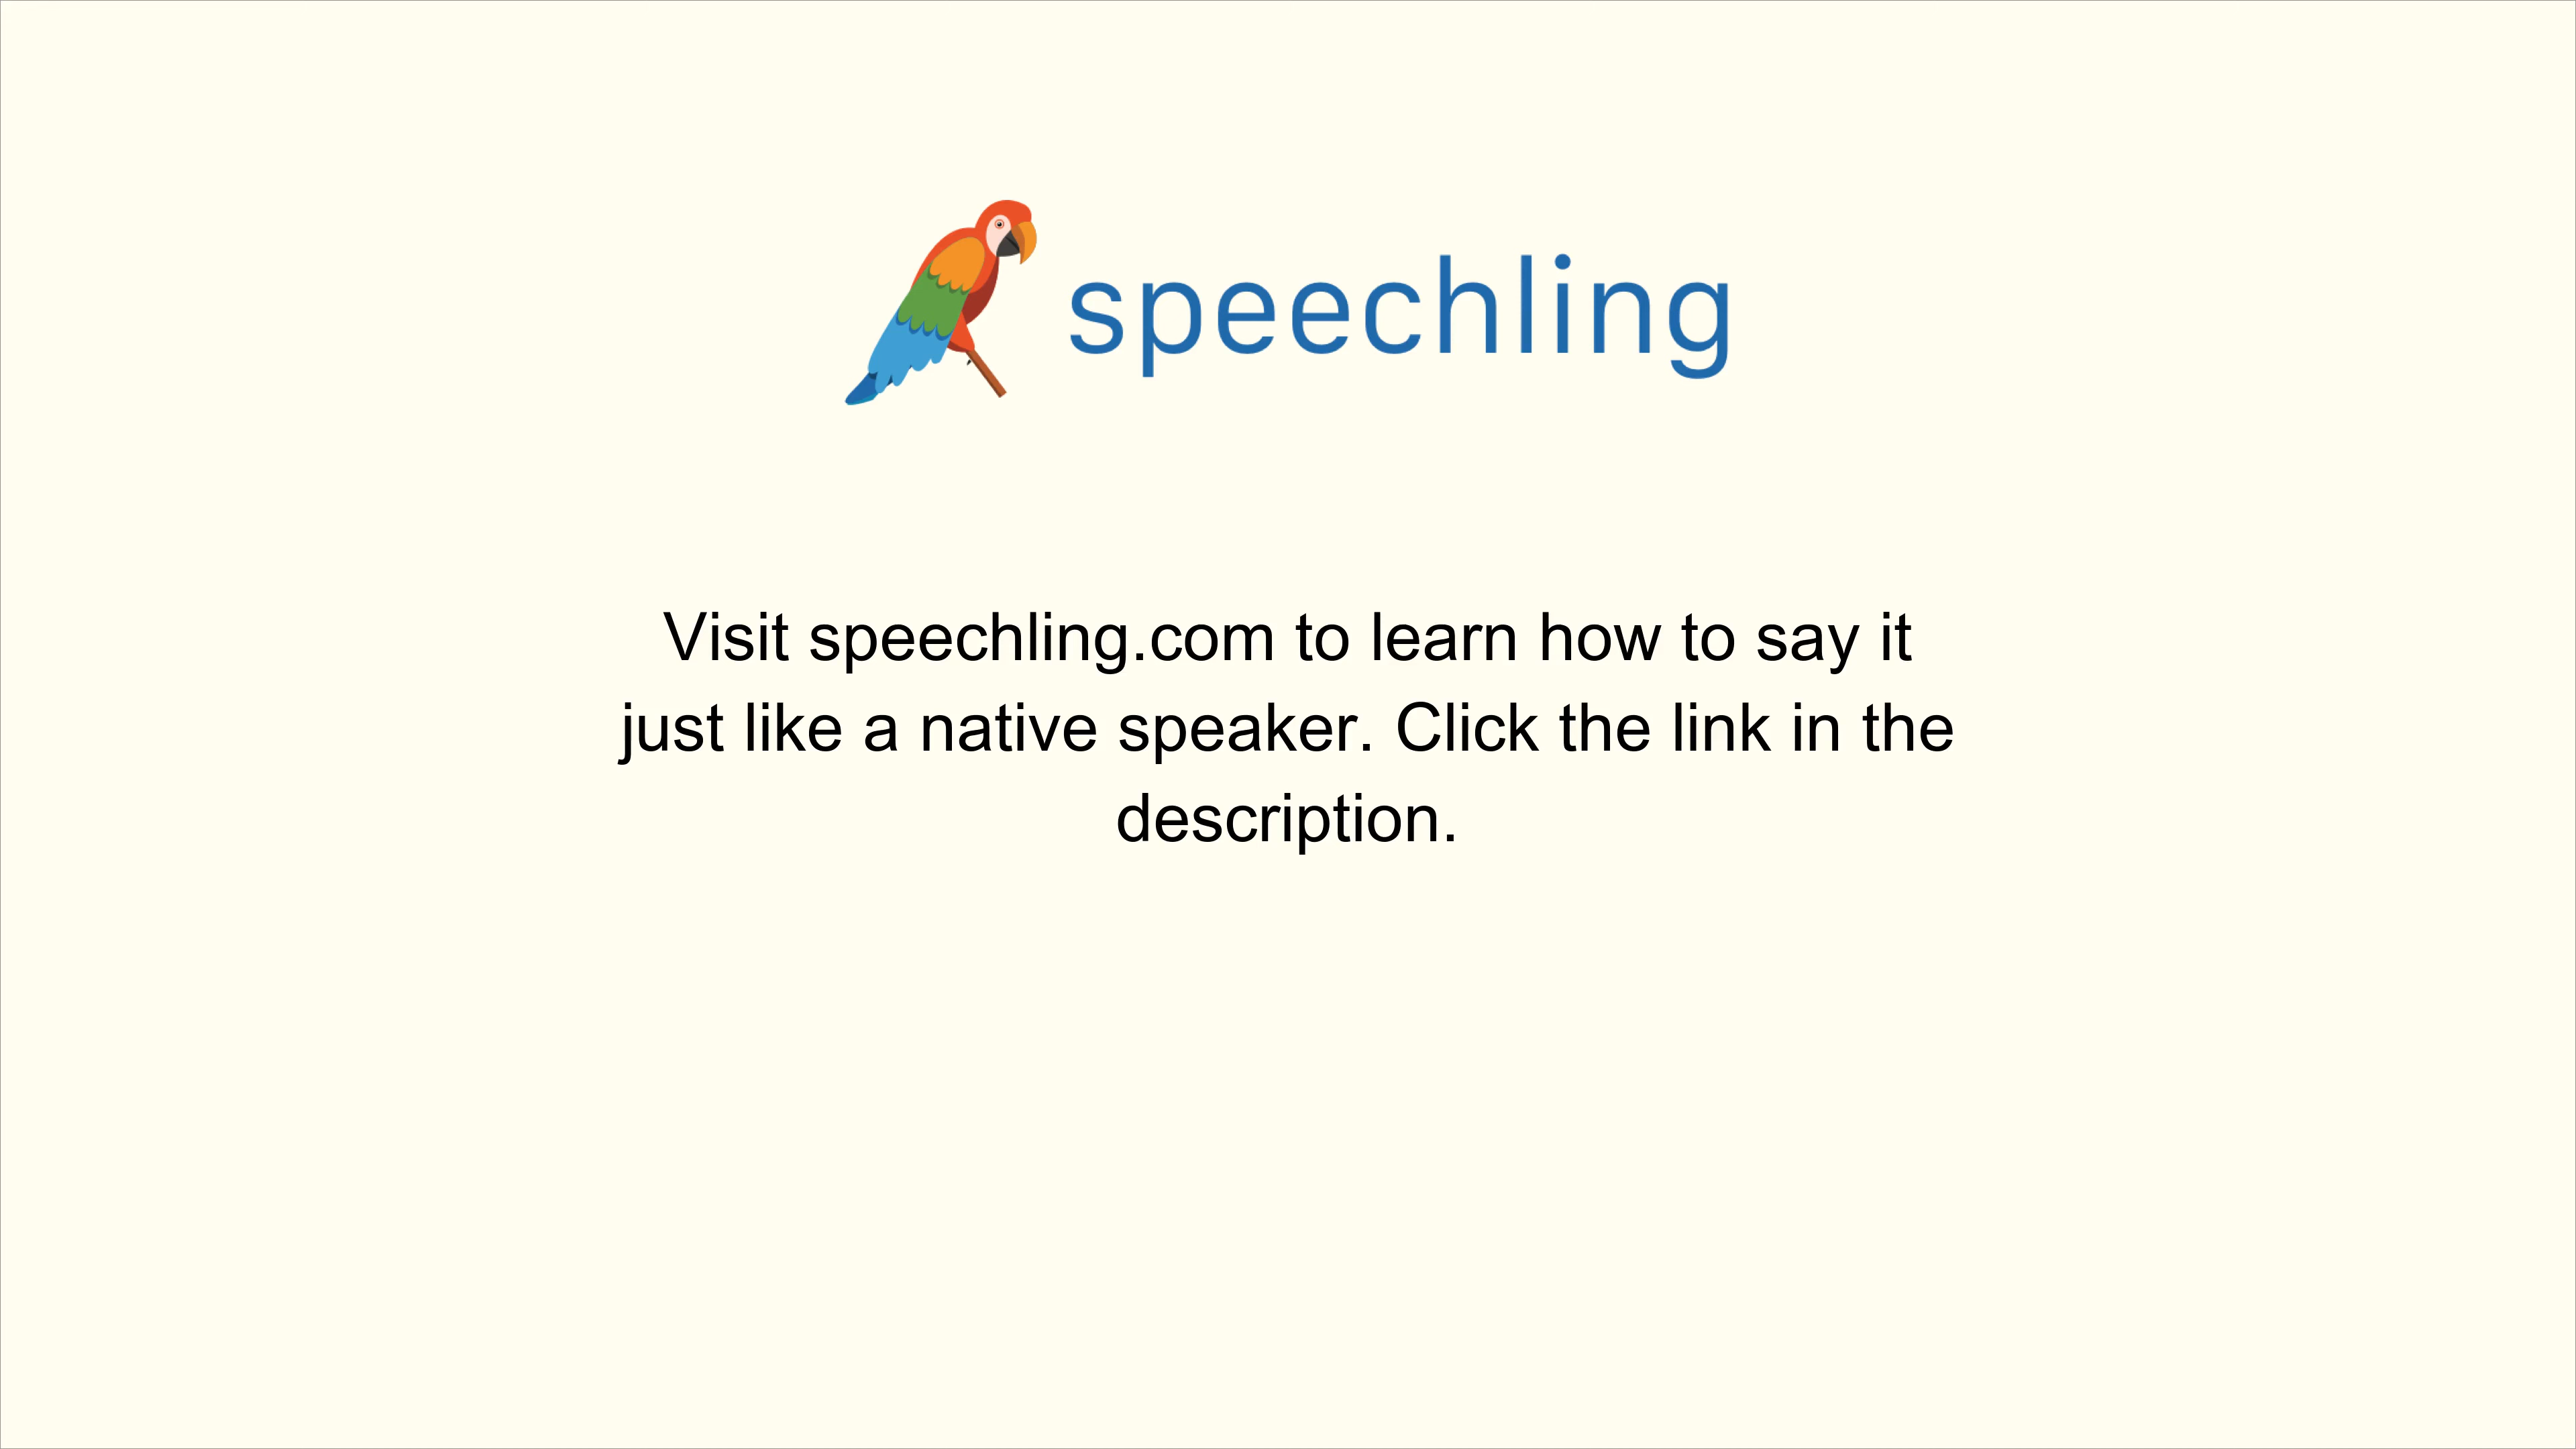 speechling
Visit speechling.com to learn how to say it
just like a native speaker. Click the link in the
description.